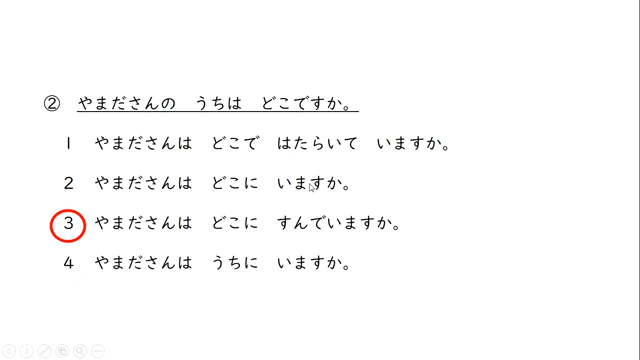 ② やまださんの うちは どこですか。
1 やまださんは どこで はたらいて いますか。
2 やまださんは どこに いますか。
3 やまださんは どこに すんでいますか。
4 やまださんは うちに いますか。